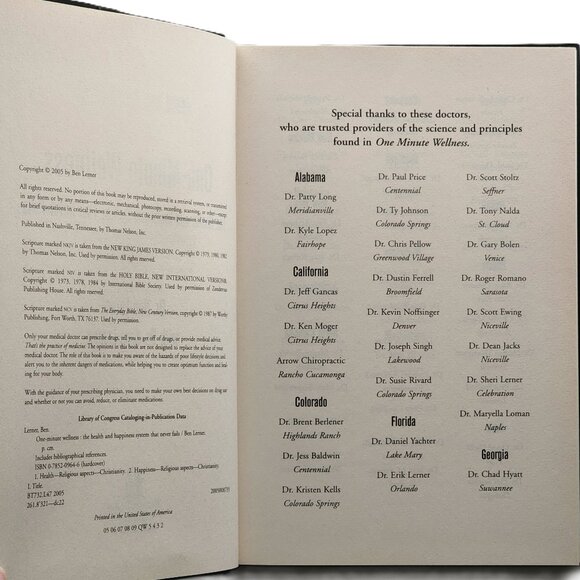 Copyright © 2005 by Ben Lerner
All rights reserved. No portion of this book may be reproduced, stored in a retrieval system, or transmitted
in any form or by any means—electronic, mechanical, photocopy, recording, scanning, or other—except
for brief quotations in critical reviews or articles, without the prior written permission of the publisher.
Published in Nashville, Tennessee, by Thomas Nelson, Inc.
Scripture marked NKJV is taken from the NEW KING JAMES VERSION. Copyright © 1979, 1980, 1982
by Thomas Nelson, Inc. Used by permission. All rights reserved.
Scripture marked NIV is taken from the HOLY BIBLE, NEW INTERNATIONAL VERSION®.
Copyright © 1973, 1978, 1984 by International Bible Society. Used by permission of Zondervan
Publishing House. All rights reserved.
Scripture marked NCV is taken from The Everyday Bible, New Century Version, copyright © 1987 by Worthy
Publishing, Fort Worth, TX 76137. Used by permission.
Only your medical doctor can prescribe drugs, tell you to get off of drugs, or provide medical advice.
That's the practice of medicine. The opinions in this book are not designed to replace the advice of your
medical doctor. The role of this book is to make you aware of the hazards of your lifestyle decisions and
alert you to the inherent dangers of medications, while helping you to create optimum function and heal-
ing for your body.
With the guidance of your prescribing physician, you need to make your own best decisions on drug use
and whether or not you can avoid, reduce, or eliminate medications.
Library of Congress Cataloging-in-Publication Data
Lerner, Ben.
One-minute wellness : the health and happiness system that never fails / Ben Lerner.
p. cm.
Includes bibliographical references.
ISBN 0-7852-0964-6 (hardcover)
1. Health—Religious aspects—Christianity. 2. Happiness—Religious aspects—Christianity.
I. Title.
BT732.L47 2005
261.8'321—dc22
Printed in the United States of America
05 06 07 08 09 QW 5 4 3 2
Special thanks to these doctors,
who are trusted providers of the science and principles
found in One Minute Wellness.
Alabama
Dr. Patty Long
Meridianville
Dr. Kyle Lopez
Fairhope
California
Dr. Jeff Gancas
Citrus Heights
Dr. Ken Moger
Citrus Heights
Arrow Chiropractic
Rancho Cucamonga
Colorado
Dr. Brent Berlener
Highlands Ranch
Dr. Jess Baldwin
Centennial
Dr. Kristen Kells
Colorado Springs
Dr. Paul Price
Centennial
Dr. Ty Johnson
Colorado Springs
Dr. Chris Pellow
Greenwood Village
Dr. Dustin Ferrell
Broomfield
Dr. Kevin Noffsinger
Denver
Dr. Joseph Singh
Lakewood
Dr. Susie Rivard
Colorado Springs
Florida
Dr. Daniel Yachter
Lake Mary
Dr. Erik Lerner
Orlando
Dr. Scott Stoltz
Seffner
Dr. Tony Nalda
St. Cloud
Dr. Gary Bolen
Venice
Dr. Roger Romano
Sarasota
Dr. Scott Ewing
Niceville
Dr. Dean Jacks
Niceville
Dr. Sheri Lerner
Celebration
Dr. Maryella Loman
Naples
Georgia
Dr. Chad Hyatt
Suwannee